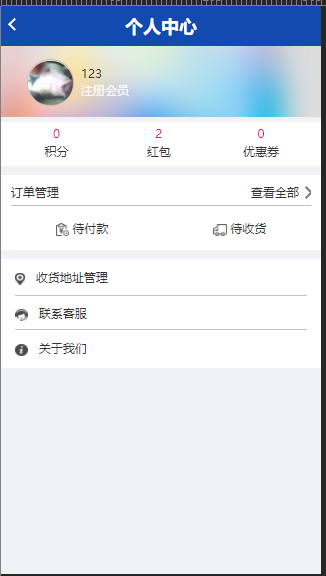 个人中心
123
注册会员
0 2 0
积分 红包 优惠券
订单管理 查看全部
待付款 待收货
收货地址管理
联系客服
关于我们